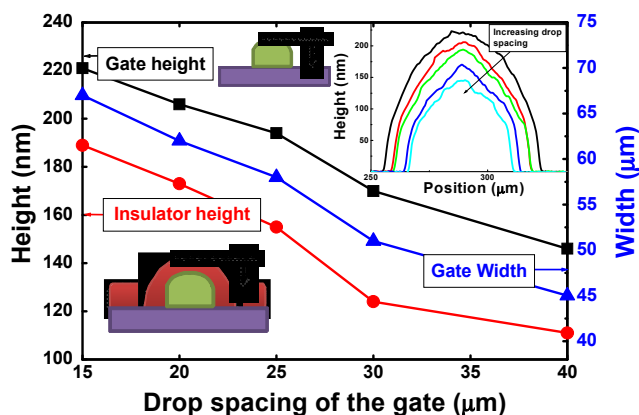 240
220
200
180
160
140
120
100
Height (nm)
Gate height
Insulator height
Gate Width
75
70
65
60
55
50
45
40
Width (μm)
15
20
25
30
35
40
Drop spacing of the gate (μm)
Increasing drop
spacing
200
150
100
50
Height (nm)
250
300
Position (μm)